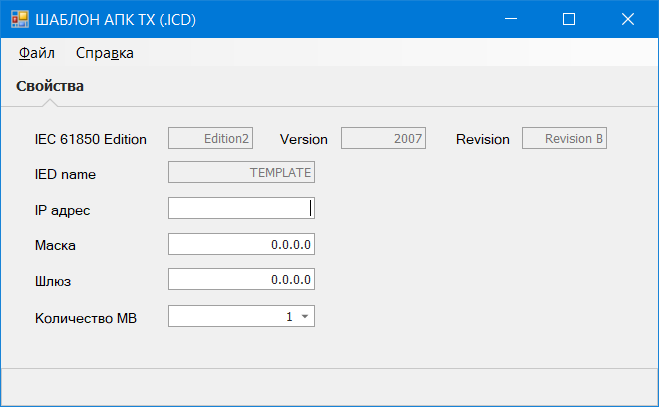 ШАБЛОН АПК ТХ (.ICD)
Файл Справка
Свойства
IEC 61850 Edition Edition2 Version 2007 Revision Revision B
IED name TEMPLATE
IP адрес
Маска 0.0.0.0
Шлюз 0.0.0.0
Количество МВ 1